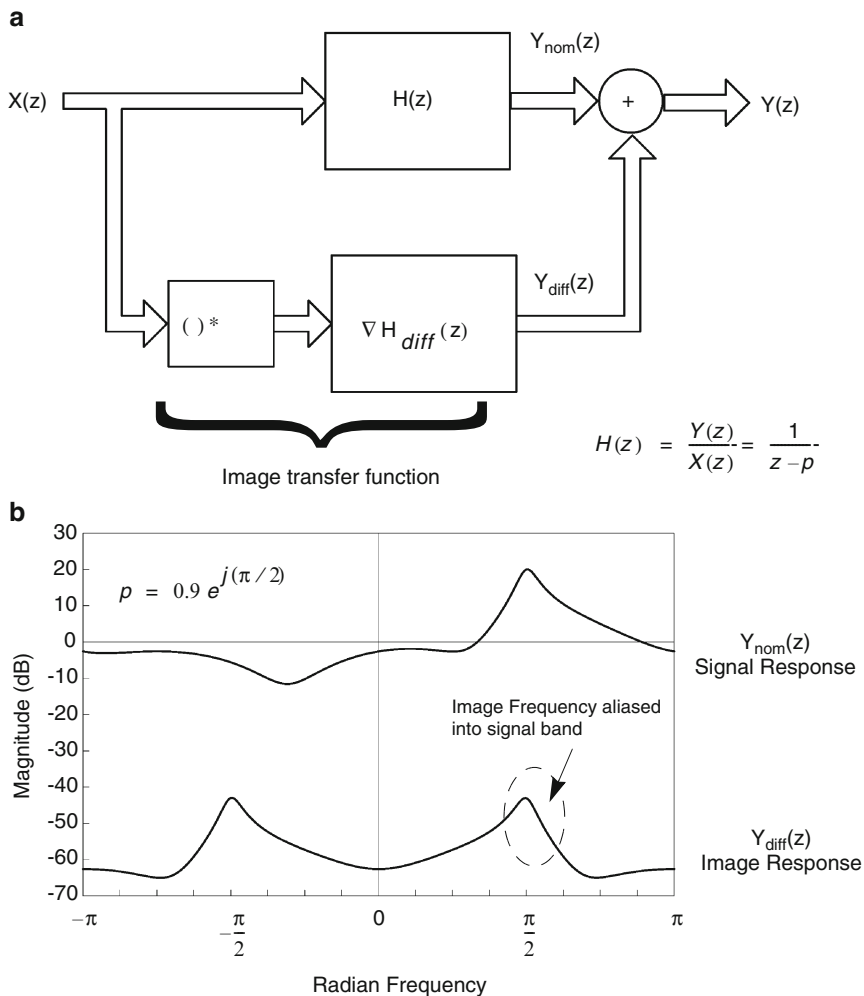 a
Y_nom(z)
X(z)
H(z)
+
Y(z)
Y_diff(z)
( ) *
∇ H_diff (z)
Image transfer function
H(z) = Y(z)/X(z) = 1/(z – p)
b
30
20
10
0
-10
-20
-30
-40
-50
-60
-70
Magnitude (dB)
p = 0.9 e^j(π / 2)
Y_nom(z)
Signal Response
Image Frequency aliased
into signal band
Y_diff(z)
Image Response
−π
−π/2
0
π/2
π
Radian Frequency